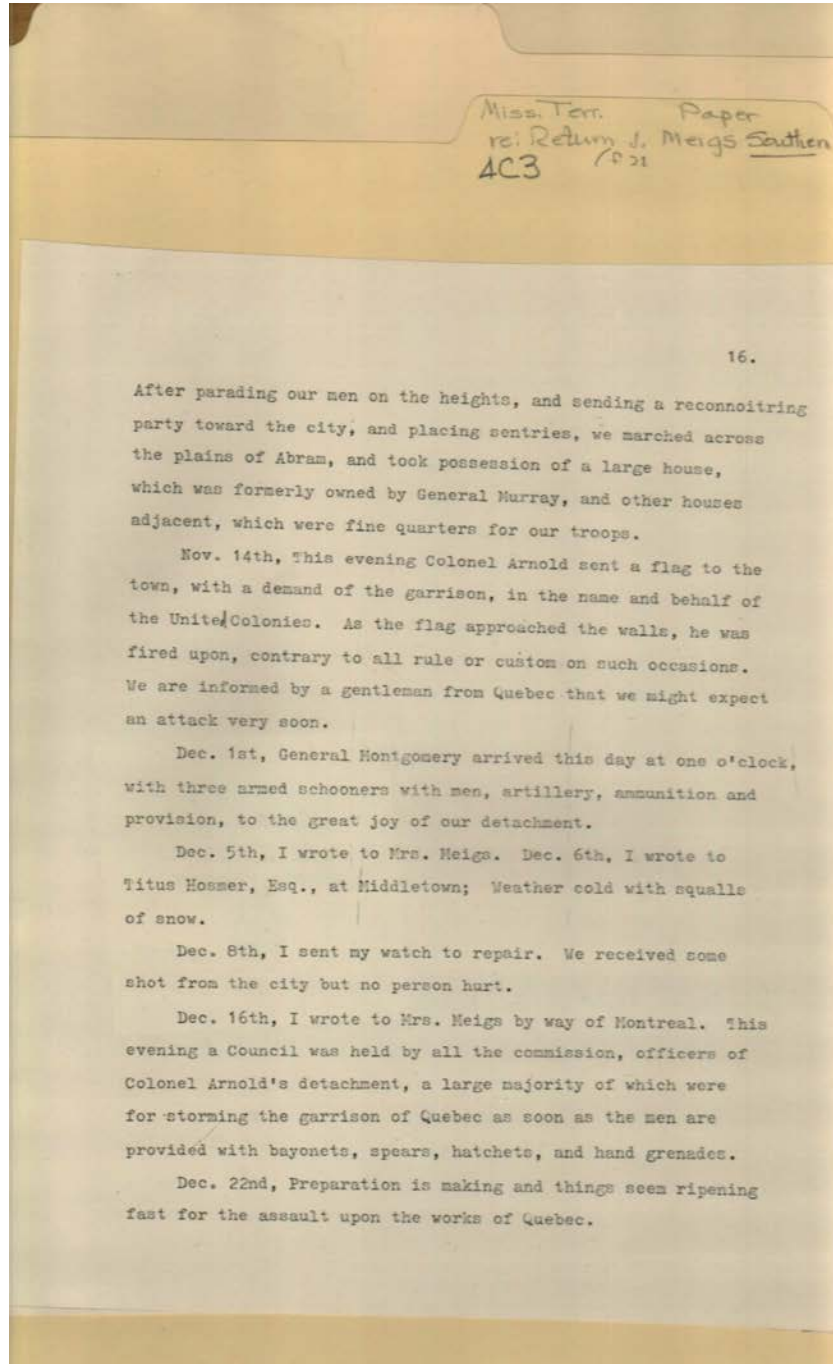 Miss. Terr. Paper
re: Return J. Meigs Southern
4C3
16.
After parading our men on the heights, and sending a reconnoitring
party toward the city, and placing sentries, we marched across
the plains of Abram, and took possession of a large house,
which was formerly owned by General Murray, and other houses
adjacent, which were fine quarters for our troops.
Nov. 14th, This evening Colonel Arnold sent a flag to the
town, with a demand of the garrison, in the name and behalf of
the United Colonies. As the flag approached the walls, he was
fired upon, contrary to all rule or custom on such occasions.
We are informed by a gentleman from Quebec that we might expect
an attack very soon.
Dec. 1st, General Montgomery arrived this day at one o'clock,
with three armed schooners with men, artillery, ammunition and
provision, to the great joy of our detachment.
Dec. 5th, I wrote to Mrs. Meigs. Dec. 6th, I wrote to
Titus Hosmer, Esq., at Middletown; Weather cold with squalls
of snow.
Dec. 8th, I sent my watch to repair. We received some
shot from the city but no person hurt.
Dec. 16th, I wrote to Mrs. Meigs by way of Montreal. This
evening a Council was held by all the commission, officers of
Colonel Arnold's detachment, a large majority of which were
for storming the garrison of Quebec as soon as the men are
provided with bayonets, spears, hatchets, and hand grenades.
Dec. 22nd, Preparation is making and things seem ripening
fast for the assault upon the works of Quebec.